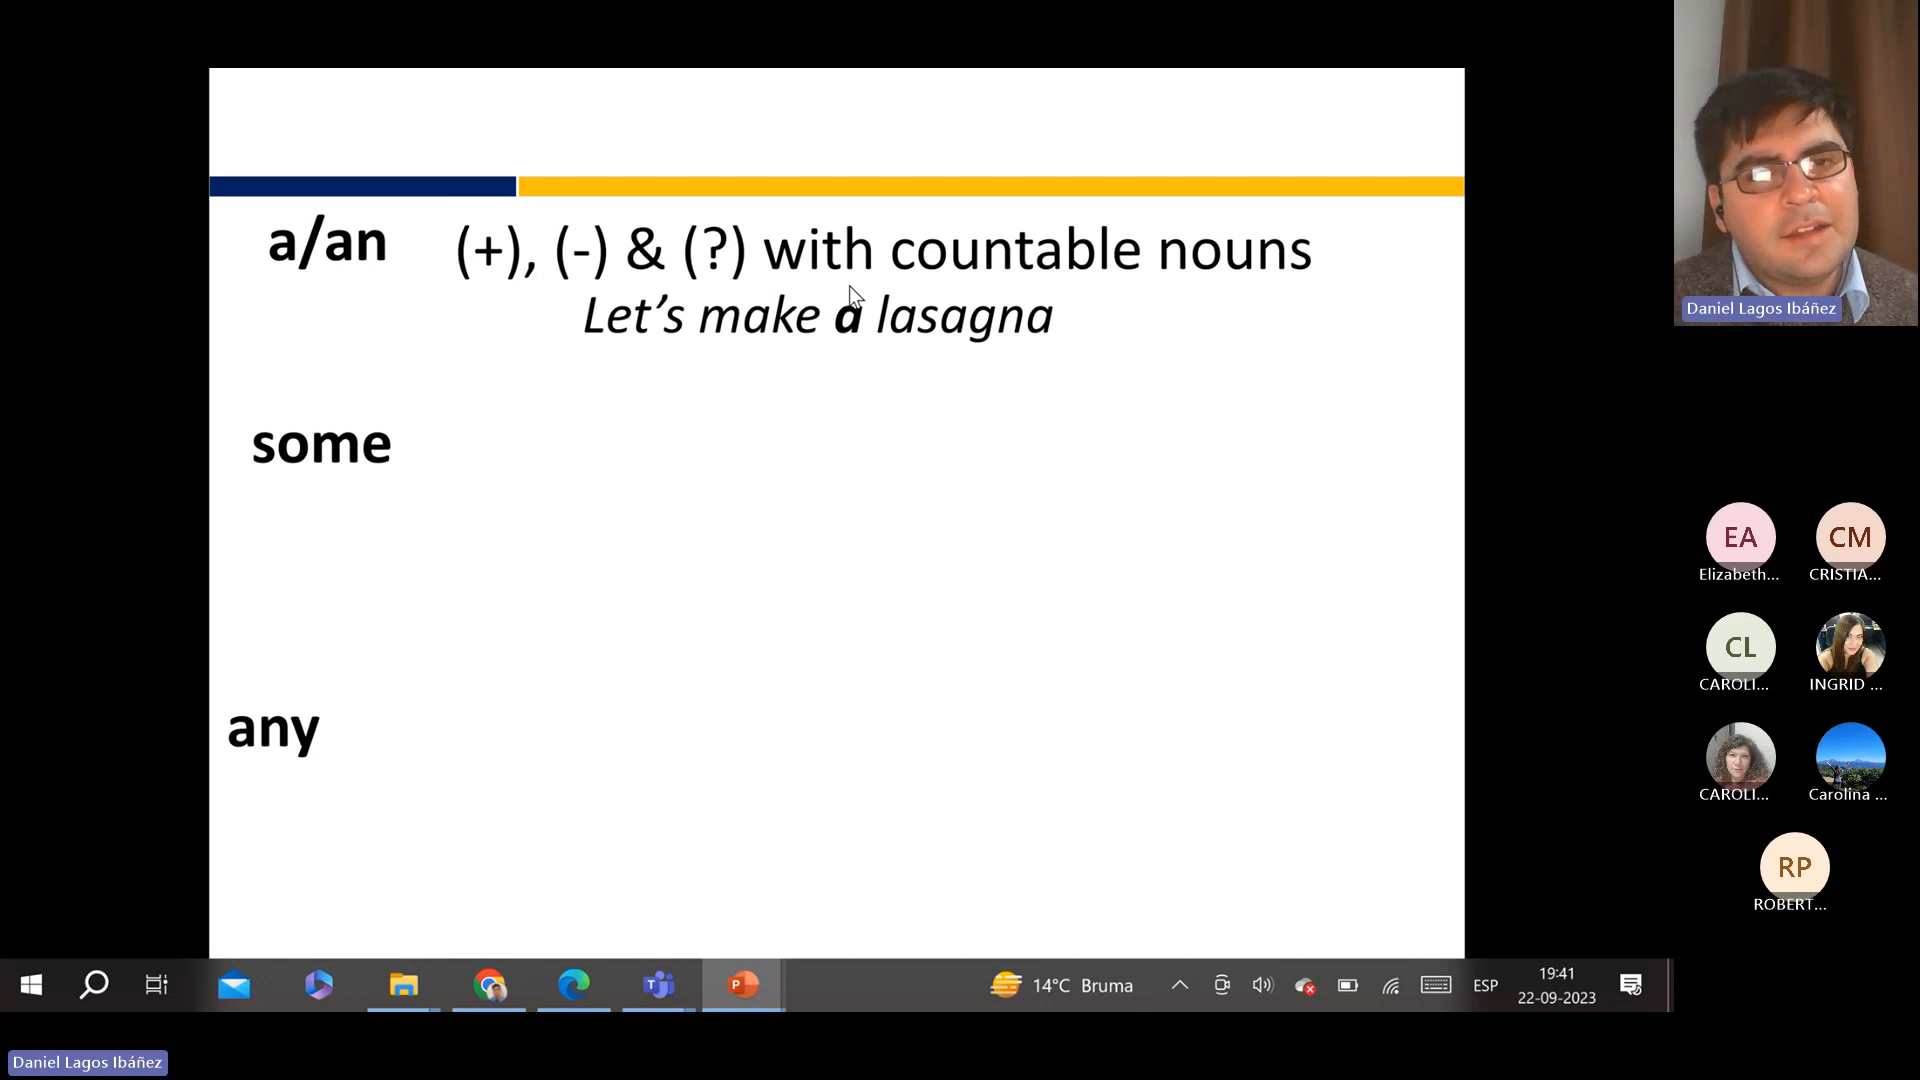 a/an (+), (-) & (?) with countable nouns
Let's make a lasagna
some
any
Daniel Lagos Ibáñez
EA
CM
Elizabeth...
CRISTIA...
CL
CAROLI...
INGRID ...
CAROLI...
Carolina ...
RP
ROBERT...
14°C Bruma
ESP
19:41
22-09-2023
Daniel Lagos Ibáñez